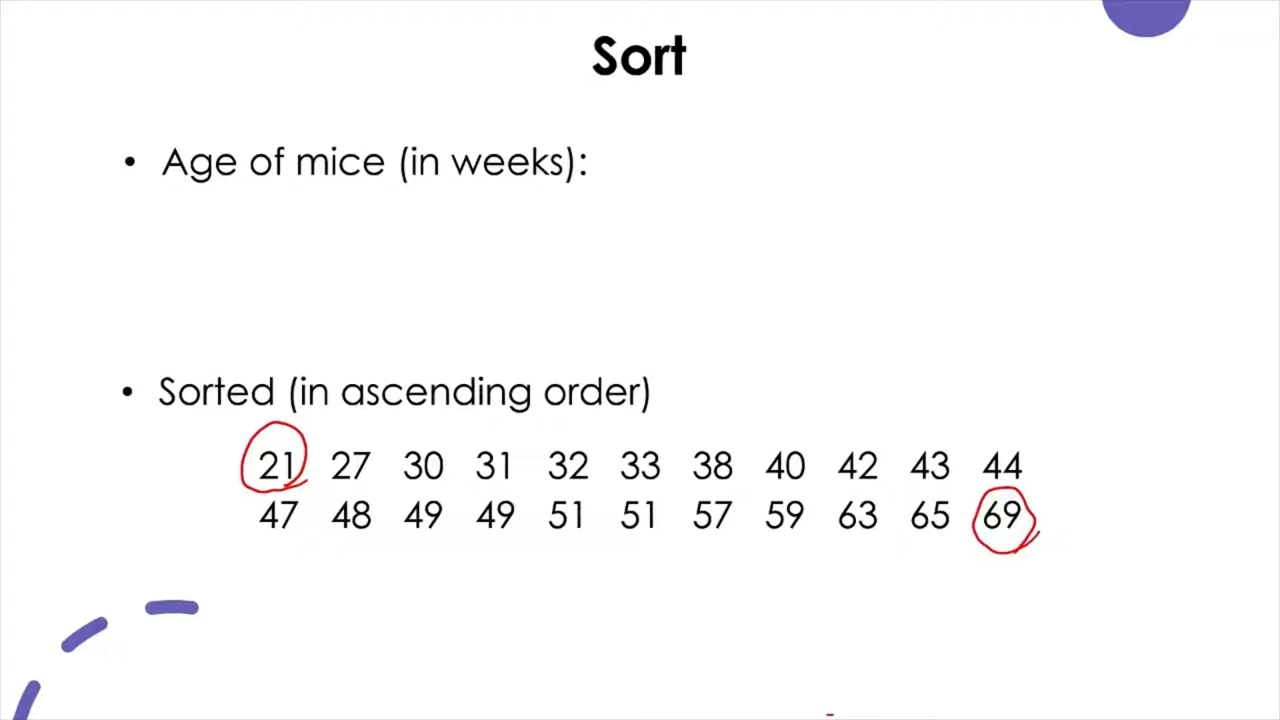 Sort
• Age of mice (in weeks):
• Sorted (in ascending order)
21 27 30 31 32 33 38 40 42 43 44
47 48 49 49 51 51 57 59 63 65 69